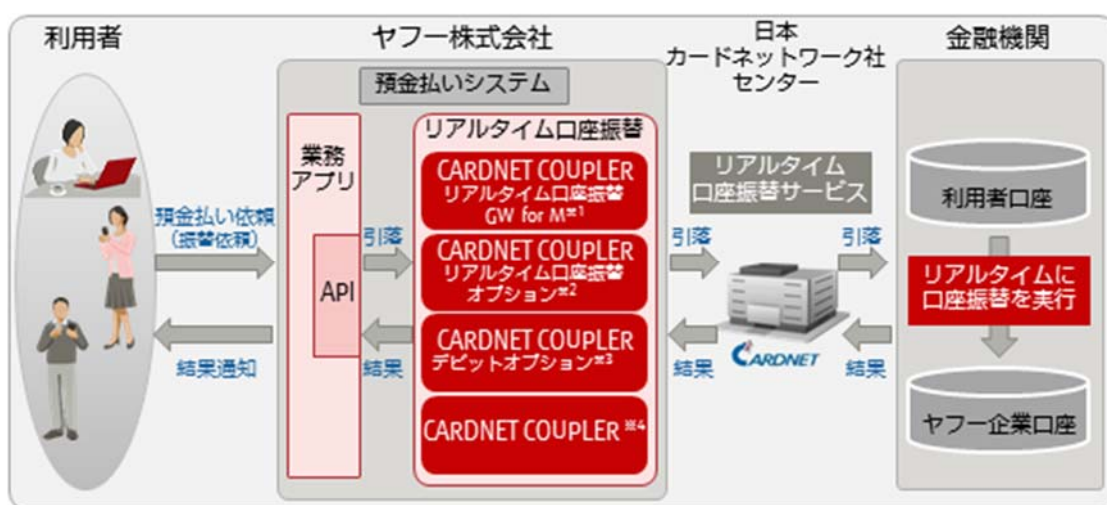 利用者
ヤフー株式会社
日本
カードネットワーク社
センター
金融機関
預金払いシステム
業務
アプリ
API
リアルタイム口座振替
CARDNET COUPLER
リアルタイム口座振替
GW for M※1
CARDNET COUPLER
リアルタイム口座振替
オプション※2
CARDNET COUPLER
デビットオプション※3
CARDNET COUPLER ※4
預金払い依頼
(振替依頼)
結果通知
引落
結果
引落
結果
リアルタイム
口座振替サービス
CARDNET
引落
結果
利用者口座
リアルタイムに
口座振替を実行
ヤフー企業口座